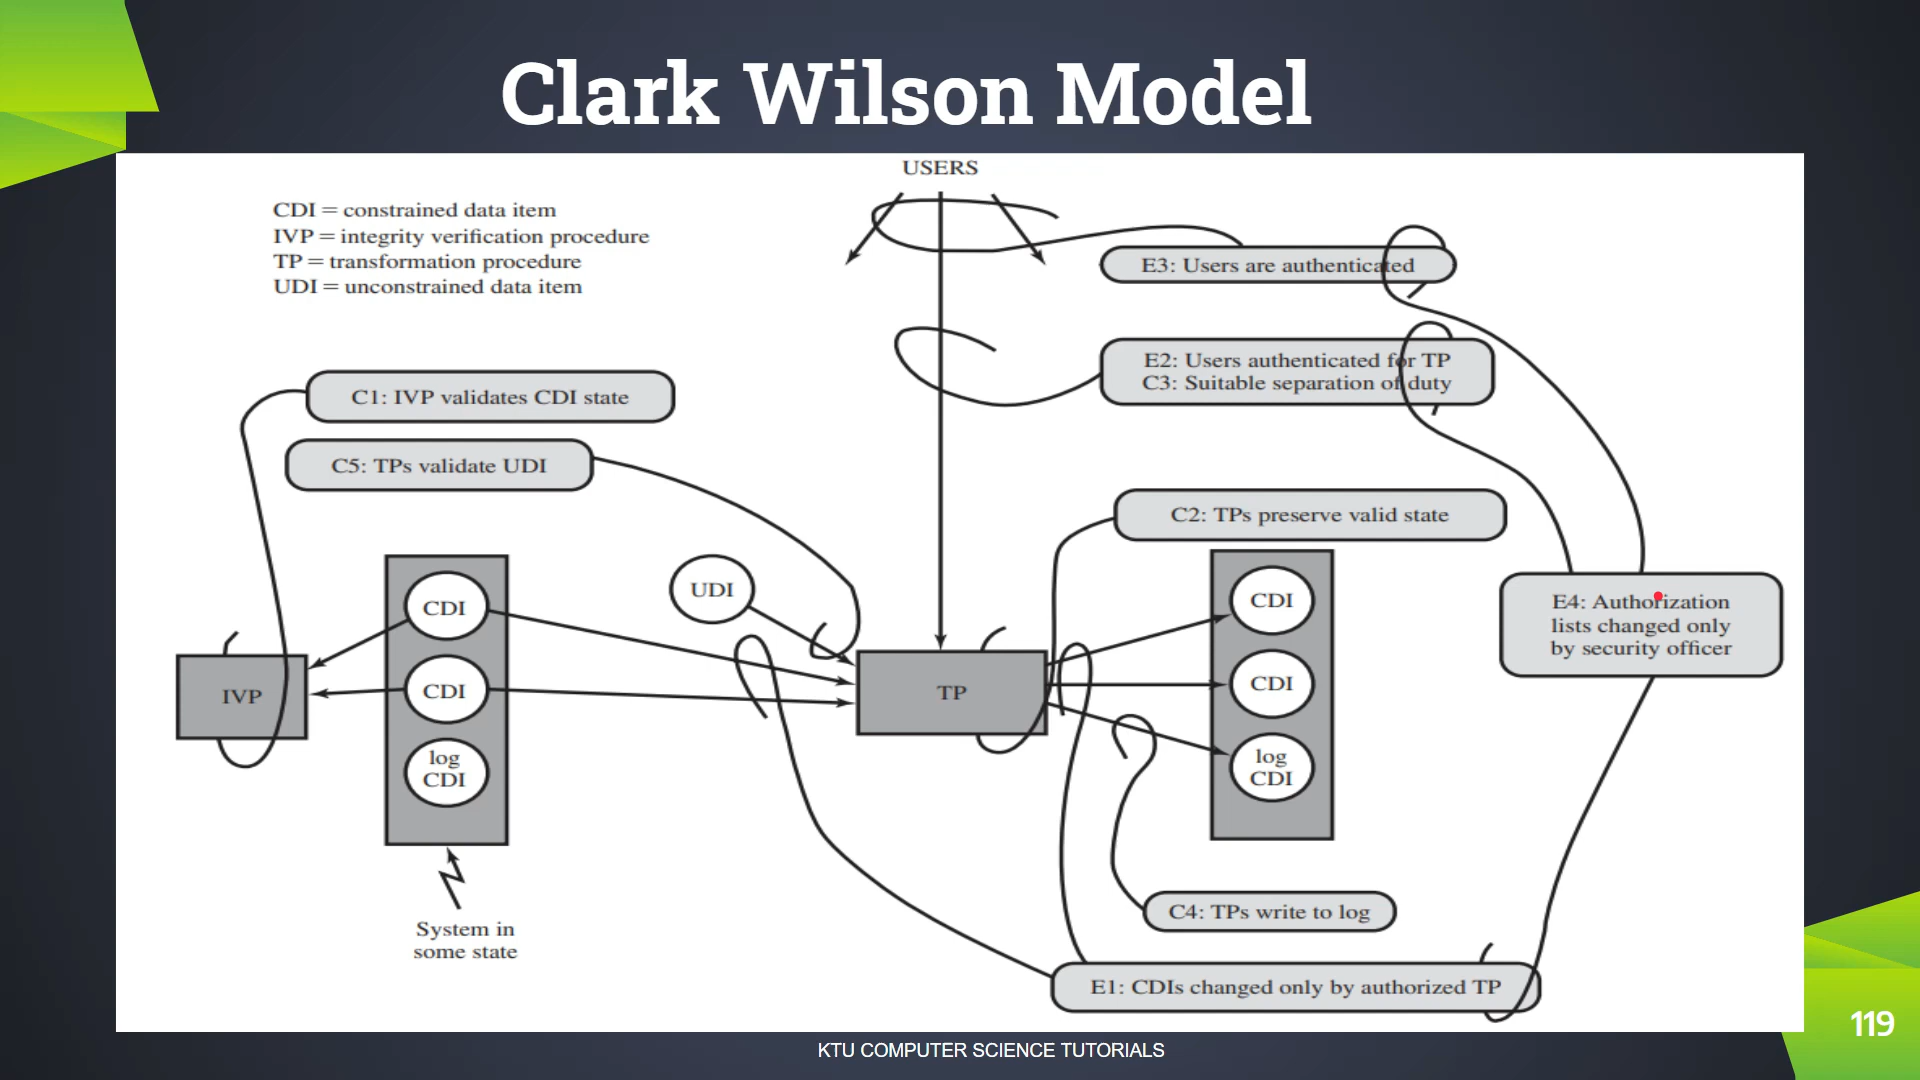 Clark Wilson Model
USERS
CDI = constrained data item
IVP = integrity verification procedure
TP = transformation procedure
UDI = unconstrained data item
E3: Users are authenticated
E2: Users authenticated for TP
C3: Suitable separation of duty
C1: IVP validates CDI state
C5: TPs validate UDI
C2: TPs preserve valid state
UDI
CDI
CDI
log
CDI
IVP
TP
CDI
CDI
log
CDI
E4: Authorization
lists changed only
by security officer
System in
some state
C4: TPs write to log
E1: CDIs changed only by authorized TP
119
KTU COMPUTER SCIENCE TUTORIALS